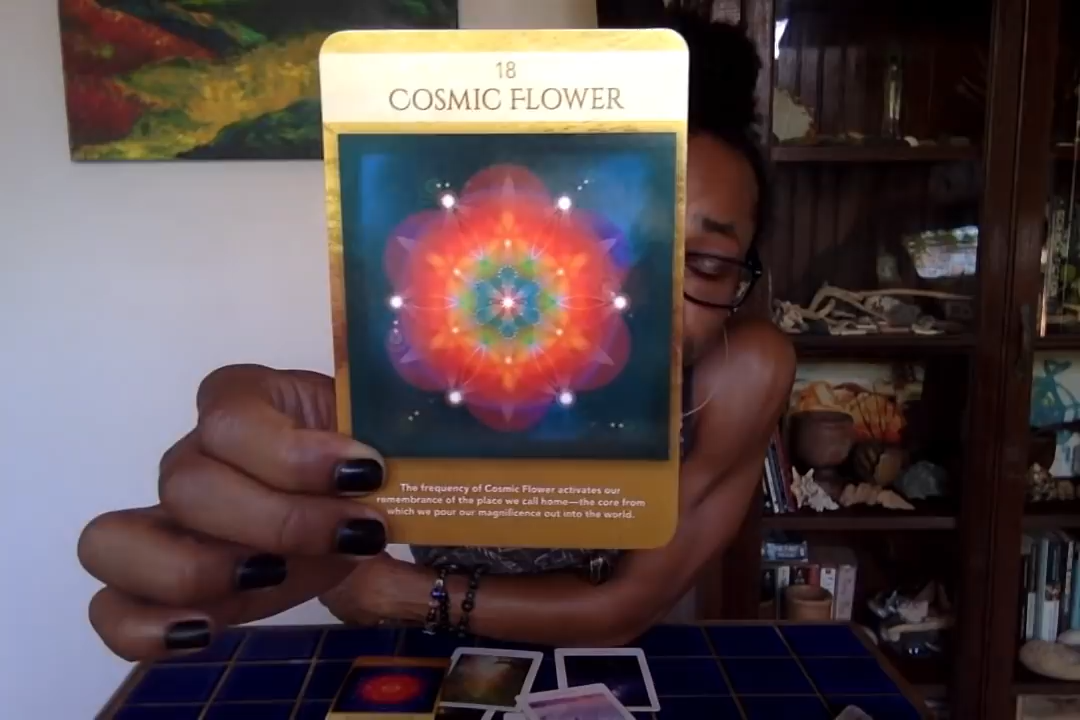 18
COSMIC FLOWER
The frequency of Cosmic Flower activates our
remembrance of the place we call home—the core from
which we pour our magnificence out into the world.